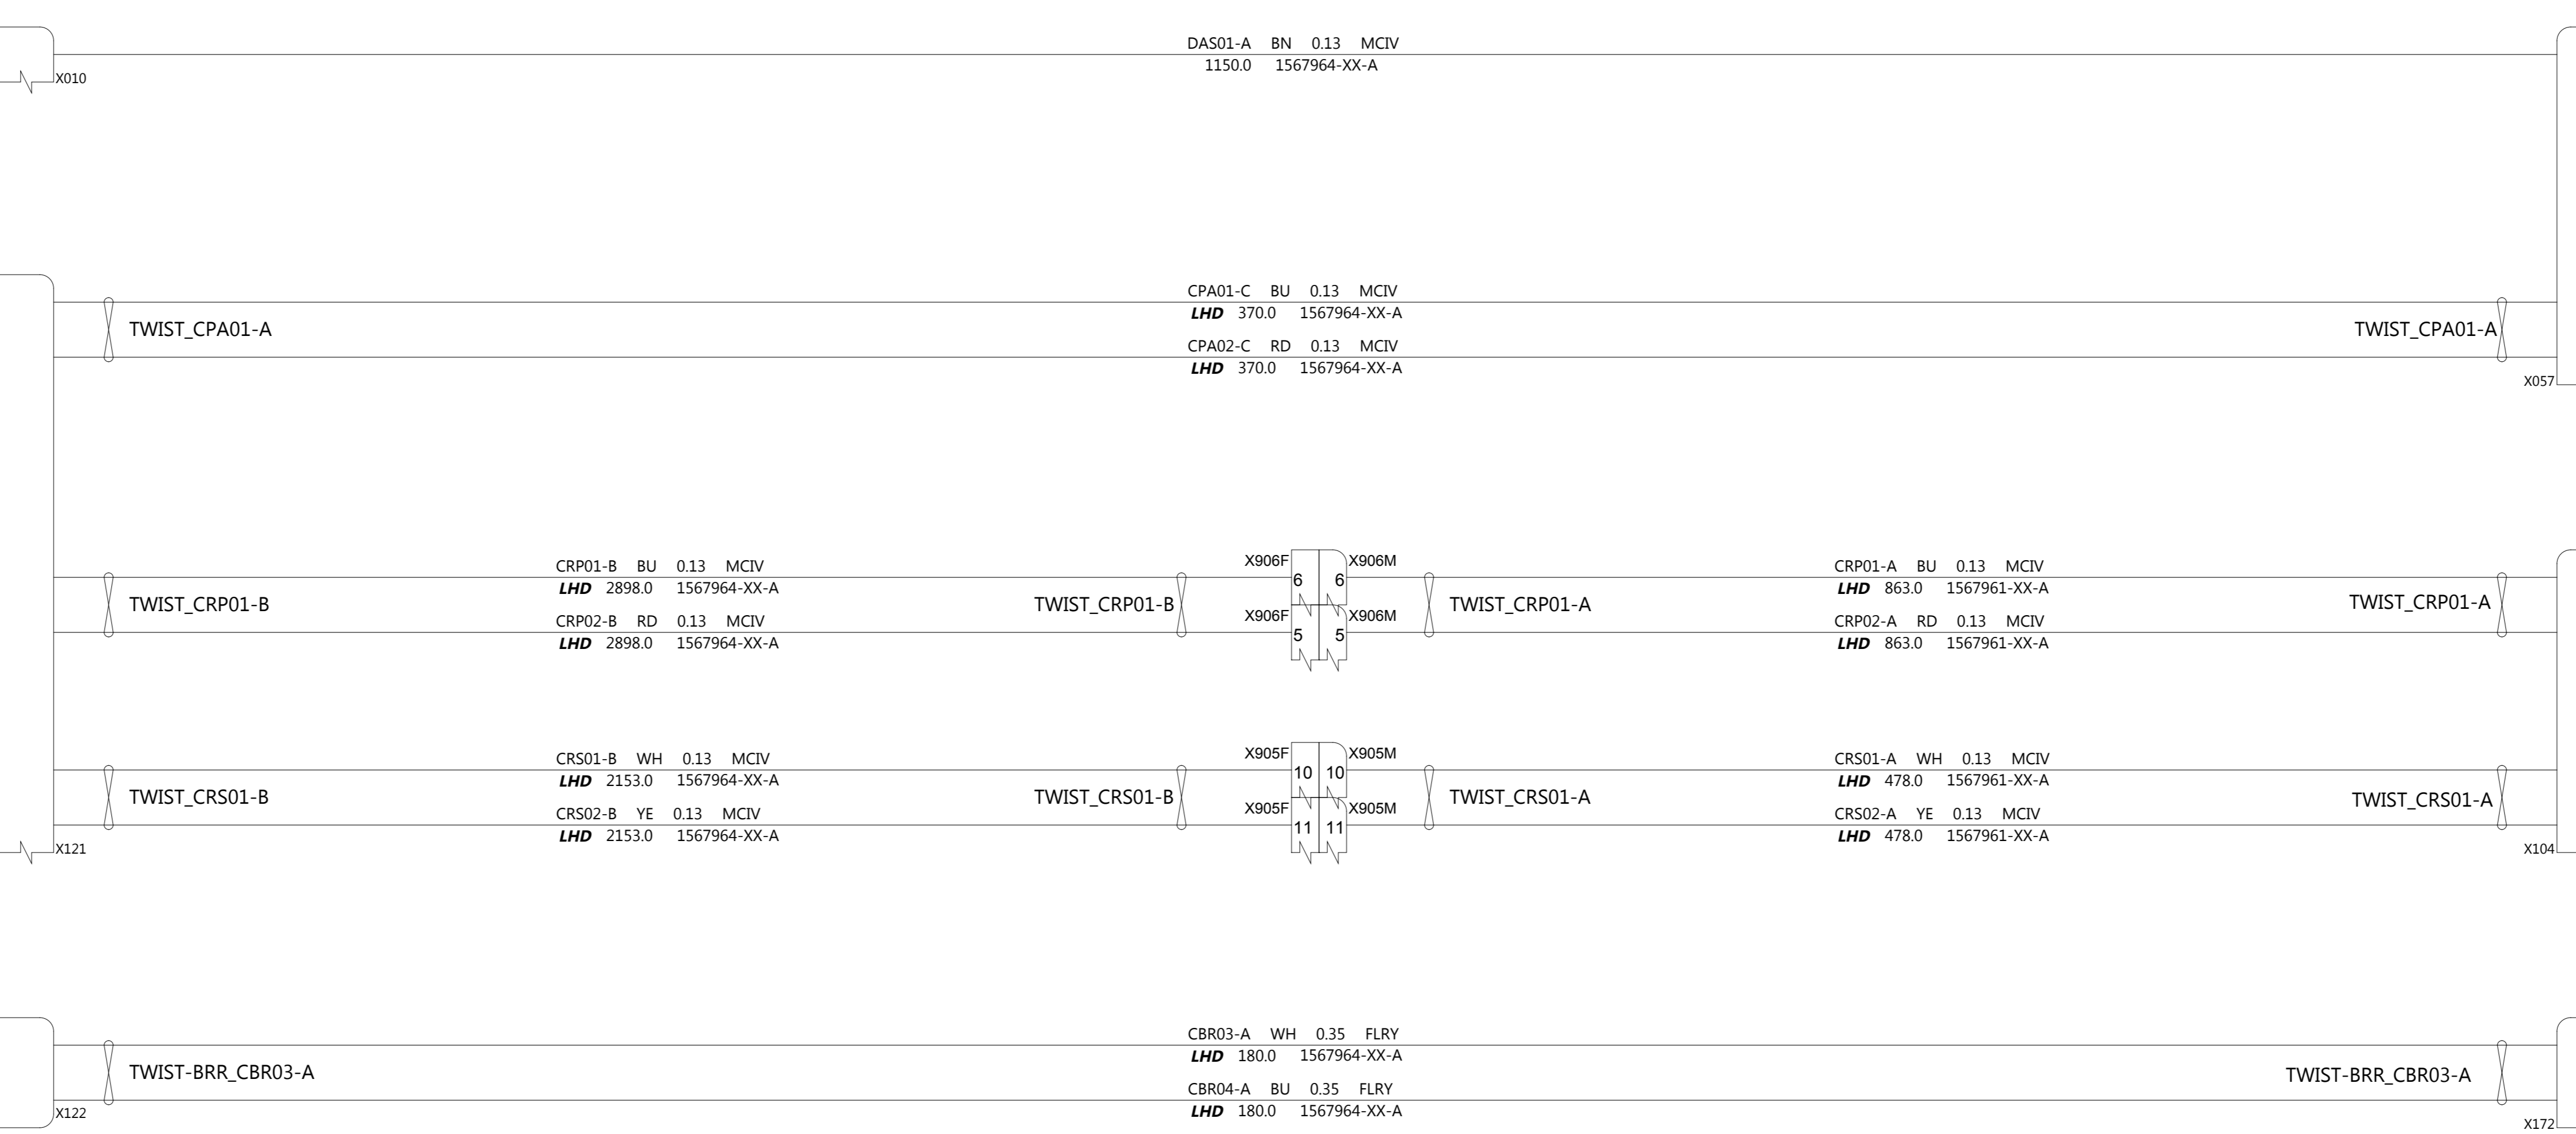 DAS01-A BN 0.13 MCIV
1150.0 1567964-XX-A
X010
CPA01-C BU 0.13 MCIV
LHD 370.0 1567964-XX-A
TWIST_CPA01-A TWIST_CPA01-A
CPA02-C RD 0.13 MCIV
LHD 370.0 1567964-XX-A
X057
CRP01-B BU 0.13 MCIV X906F X906M CRP01-A BU 0.13 MCIV
LHD 2898.0 1567964-XX-A 6 6 LHD 863.0 1567961-XX-A
TWIST_CRP01-B TWIST_CRP01-B TWIST_CRP01-A TWIST_CRP01-A
CRP02-B RD 0.13 MCIV X906F X906M CRP02-A RD 0.13 MCIV
LHD 2898.0 1567964-XX-A 5 5 LHD 863.0 1567961-XX-A
CRS01-B WH 0.13 MCIV X905F X905M CRS01-A WH 0.13 MCIV
LHD 2153.0 1567964-XX-A 10 10 LHD 478.0 1567961-XX-A
TWIST_CRS01-B TWIST_CRS01-B TWIST_CRS01-A TWIST_CRS01-A
CRS02-B YE 0.13 MCIV X905F X905M CRS02-A YE 0.13 MCIV
LHD 2153.0 1567964-XX-A 11 11 LHD 478.0 1567961-XX-A
X121 X104
CBR03-A WH 0.35 FLRY
LHD 180.0 1567964-XX-A
TWIST-BRR_CBR03-A TWIST-BRR_CBR03-A
CBR04-A BU 0.35 FLRY
LHD 180.0 1567964-XX-A
X122 X172